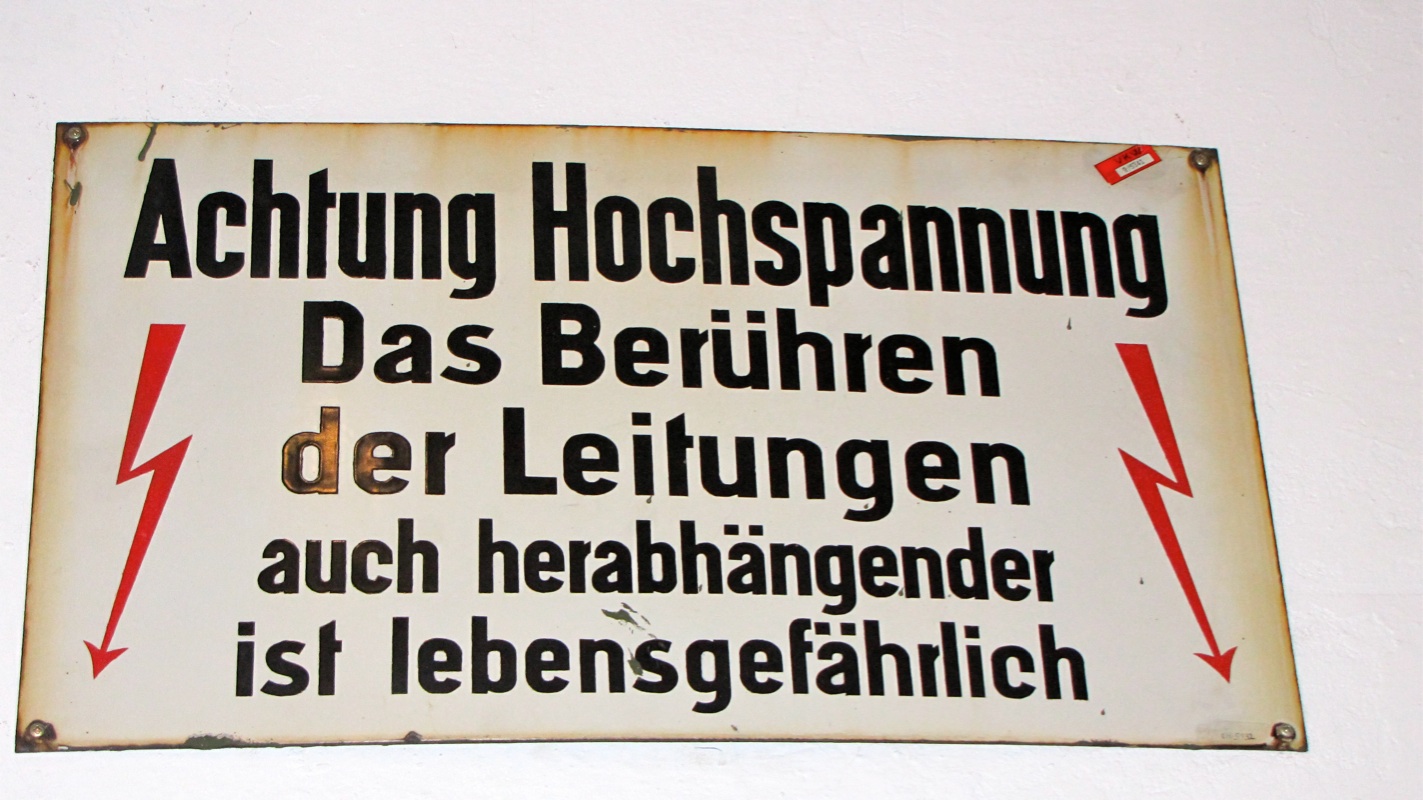 Achtung Hochspannung
Das Berühren
der Leitungen
auch herabhängender
ist lebensgefährlich